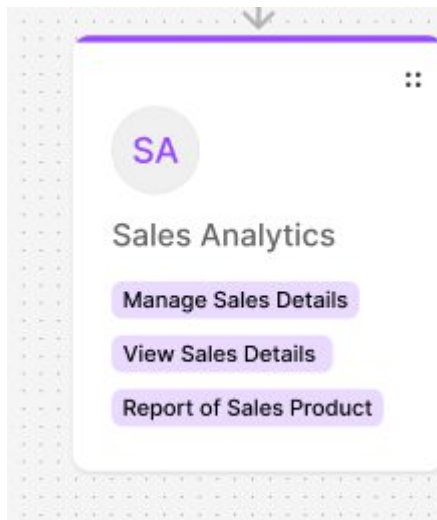 SA
Sales Analytics
Manage Sales Details
View Sales Details
Report of Sales Product